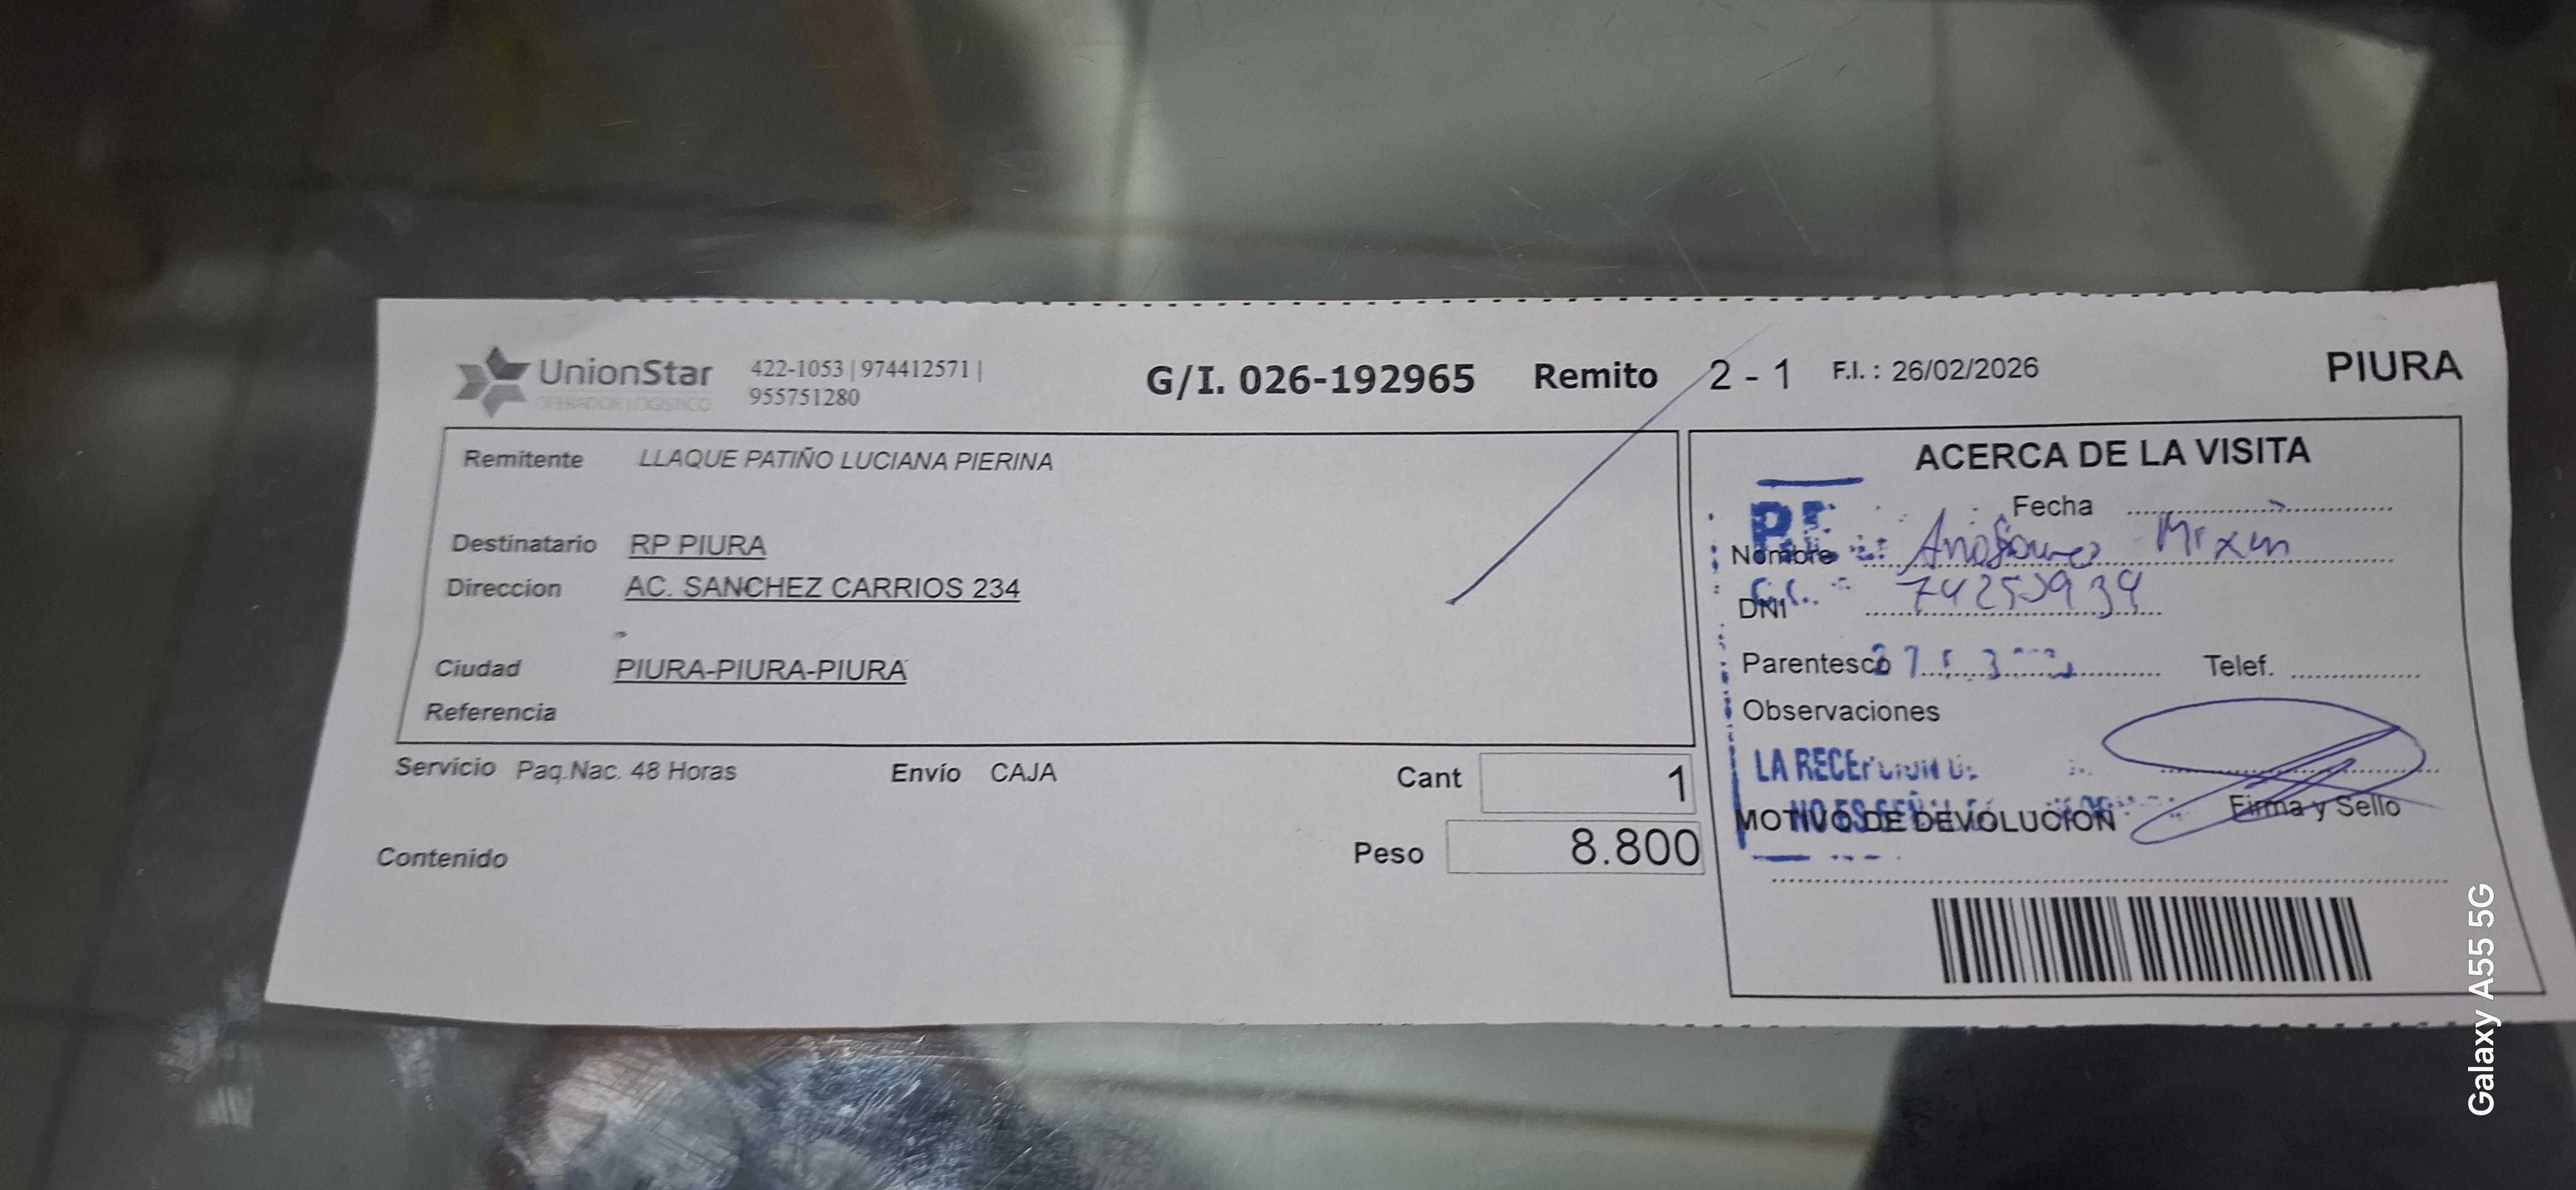 UnionStar
OPERADOR LOGISTICO
422-1053 | 974412571 |
955751280
G/I. 026-192965 Remito 2 - 1 F.I. : 26/02/2026 PIURA
Remitente LLAQUE PATIÑO LUCIANA PIERINA
Destinatario RP PIURA
Direccion AC. SANCHEZ CARRIOS 234
-
Ciudad PIURA-PIURA-PIURA
Referencia
Servicio Paq.Nac. 48 Horas Envío CAJA
Cant 1
Peso 8.800
Contenido
ACERCA DE LA VISITA
Fecha
Nombre
DNI
Parentesco Telef.
Observaciones
LA
NO ES
Firma y Sello
MOTIVO DE DEVOLUCION
Galaxy A55 5G